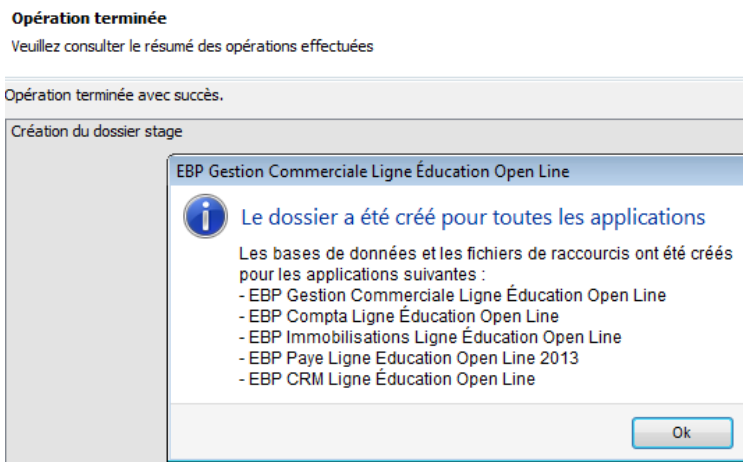 Opération terminée
Veuillez consulter le résumé des opérations effectuées
Opération terminée avec succès.
Création du dossier stage
EBP Gestion Commerciale Ligne Éducation Open Line
Le dossier a été créé pour toutes les applications
Les bases de données et les fichiers de raccourcis ont été créés
pour les applications suivantes :
- EBP Gestion Commerciale Ligne Éducation Open Line
- EBP Compta Ligne Éducation Open Line
- EBP Immobilisations Ligne Éducation Open Line
- EBP Paye Ligne Education Open Line 2013
- EBP CRM Ligne Éducation Open Line
Ok